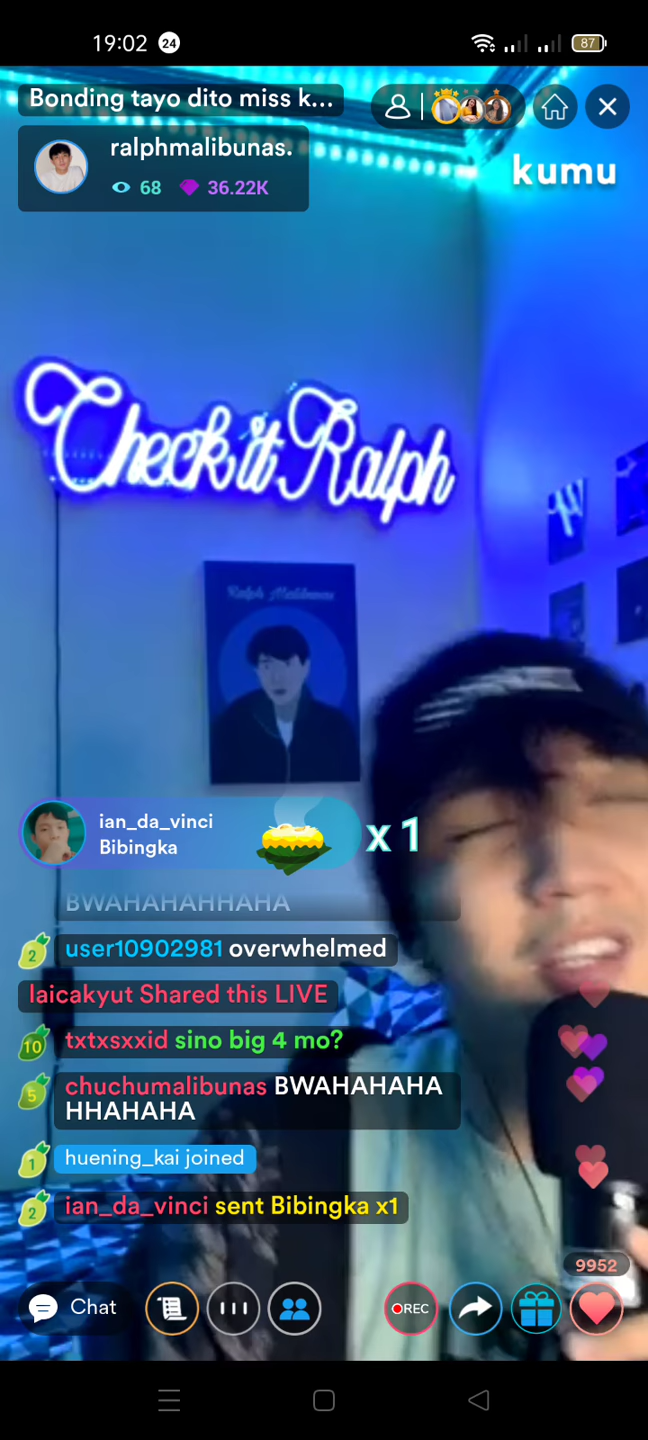 19:02 24
87
Bonding tayo dito miss k...
ralphmalibunas.
68 36.22K
kumu
Check it Ralph
Ralph Malibunas
ian_da_vinci
Bibingka
x 1
BWAHAHAHHAHA
2 user10902981 overwhelmed
laicakyut Shared this LIVE
10 txtxsxxid sino big 4 mo?
5 chuchumalibunas BWAHAHAHA
HHAHAHA
1 huening_kai joined
2 ian_da_vinci sent Bibingka x1
9952
Chat
REC